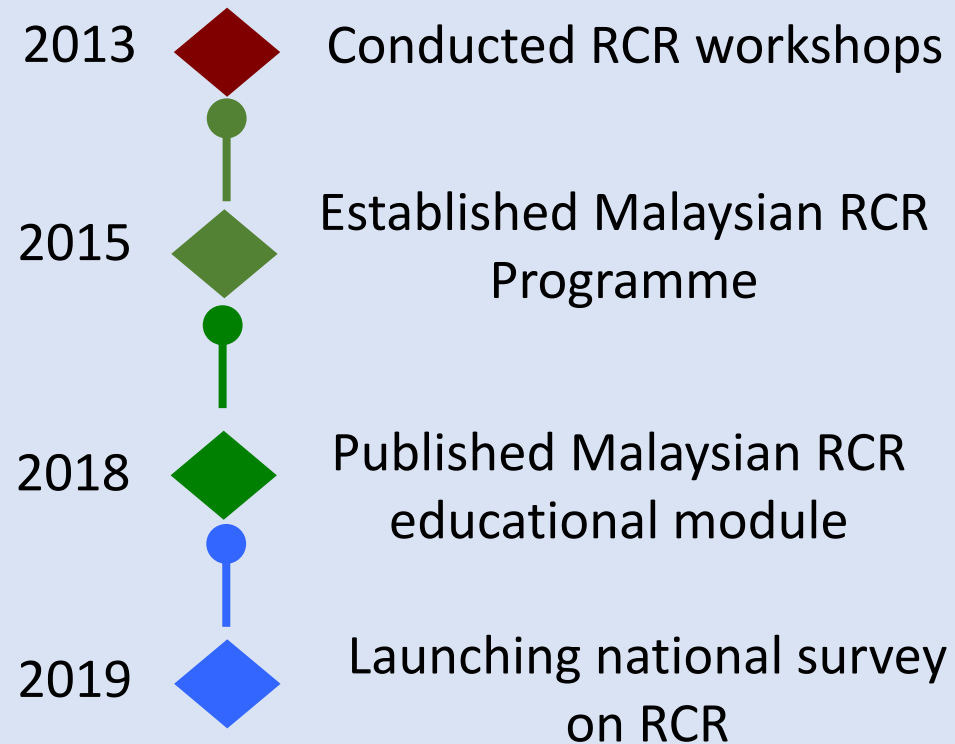 2013 Conducted RCR workshops
2015 Established Malaysian RCR
Programme
2018 Published Malaysian RCR
educational module
2019 Launching national survey
on RCR